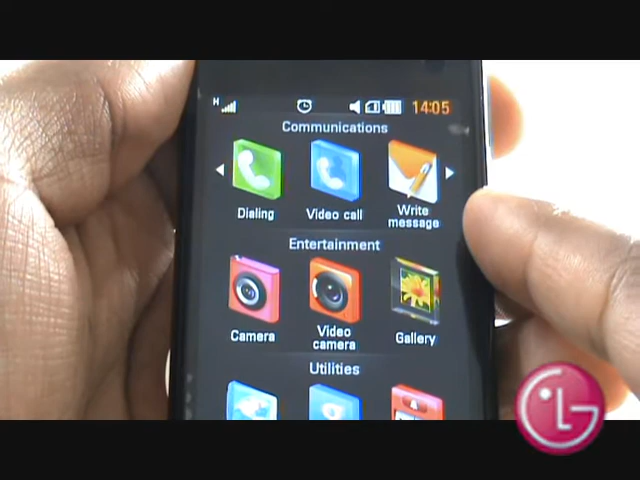 H 14:05
Communications
Dialing Video call Write message
Entertainment
Camera Video camera Gallery
Utilities
LG